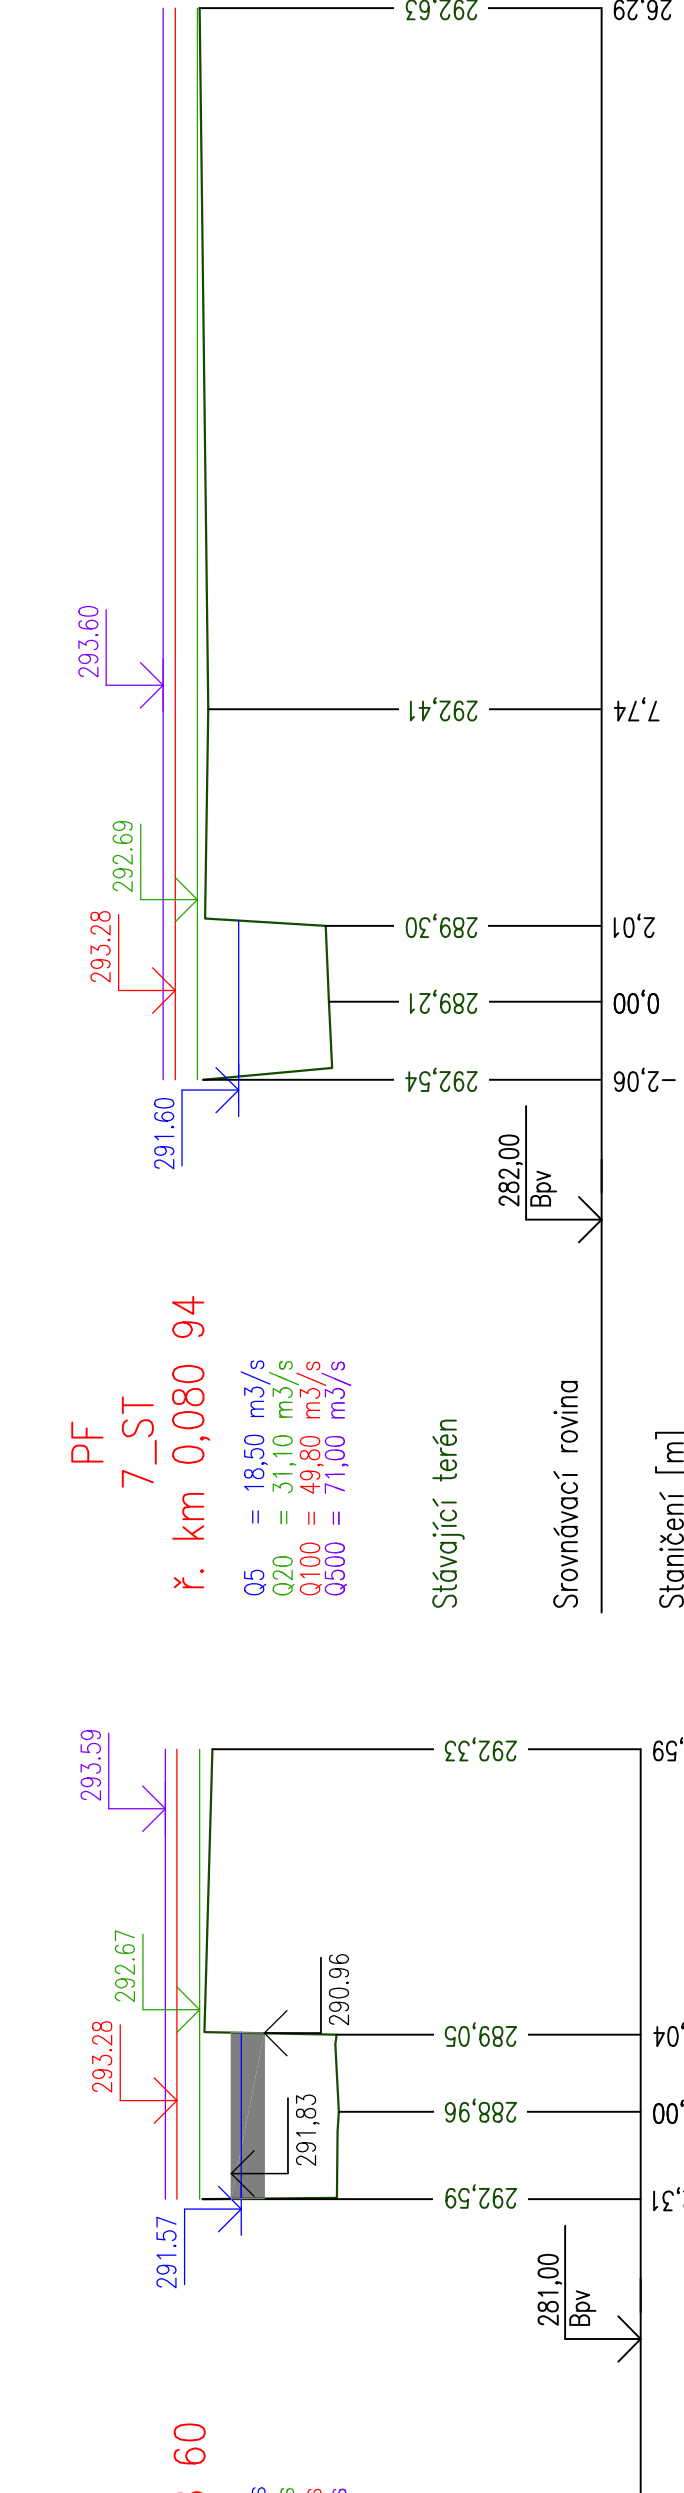 PF
7_ST
ř. km 0,080 94
Q5 = 18,50 m3/s
Q20 = 31,10 m3/s
Q100 = 49,80 m3/s
Q500 = 71,00 m3/s
Stávající terén
Srovnávací rovina
Staničení [m]
282,00
Bpv
291.60
293.28
292.69
293.60
292,54
289,21
289,30
292,41
292,63
-2,06
0,00
2,01
7,74
26,29
60
281,00
Bpv
291.57
293.28
292.67
293.59
291,83
290.96
292,59
288,96
289,05
292,33